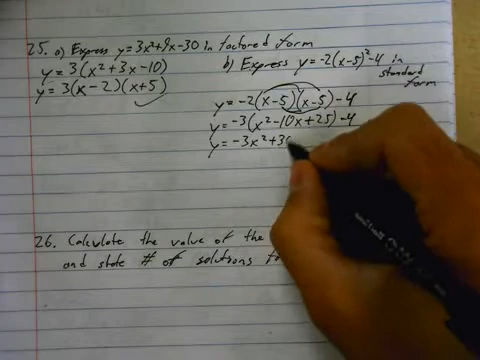 25. a) Express y=3x²+9x-30 in factored form
y=3(x²+3x-10)
y=3(x-2)(x+5)
b) Express y=-2(x-5)²-4 in standard form
y=-2(x-5)(x-5)-4
y=-3(x²-10x+25)-4
y=-3x²+3
26. Calculate the value of the
and state # of solutions